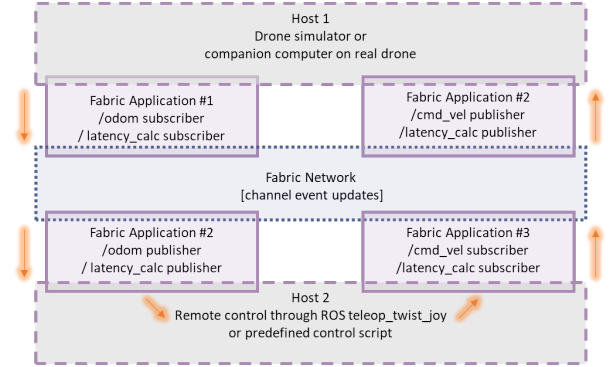 Host 1
Drone simulator or
companion computer on real drone
Fabric Application #1
/odom subscriber
/ latency_calc subscriber
Fabric Application #2
/cmd_vel publisher
/latency_calc publisher
Fabric Network
[channel event updates]
Fabric Application #2
/odom publisher
/ latency_calc publisher
Fabric Application #3
/cmd_vel subscriber
/latency_calc subscriber
Host 2
Remote control through ROS teleop_twist_joy
or predefined control script